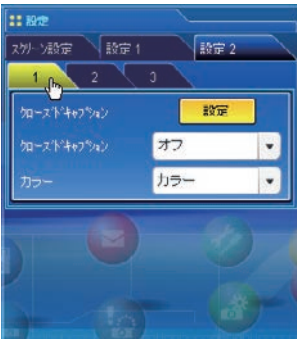 設定
スクリーン設定 設定 1 設定 2
1 2 3
クローズドキャプション 設定
クローズドキャプション オフ
カラー カラー